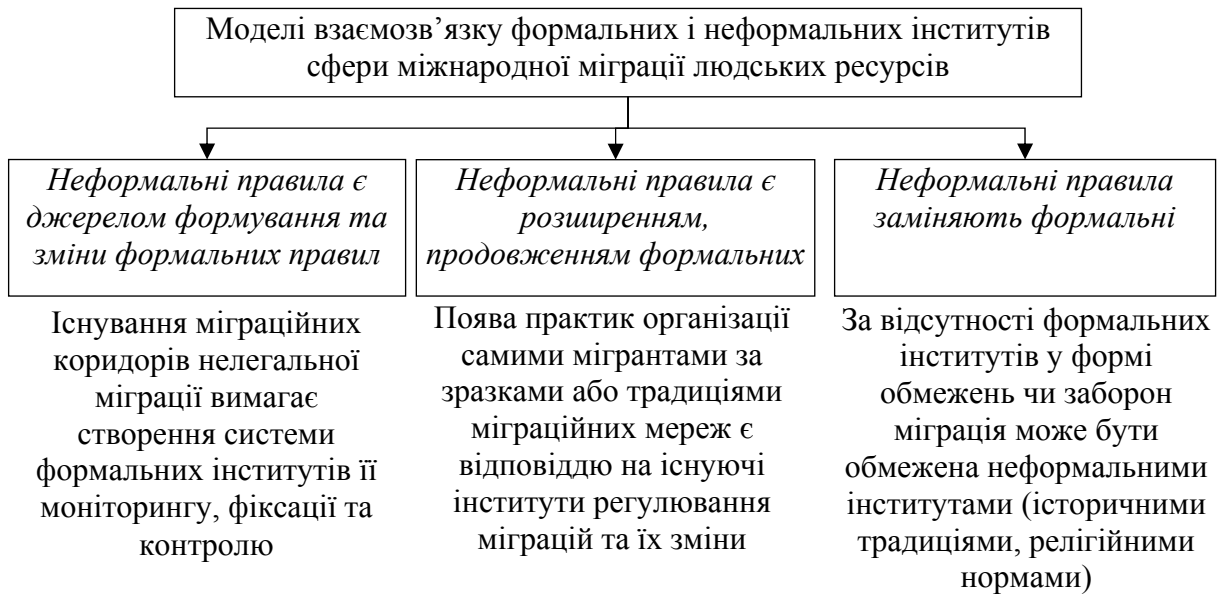 Моделі взаємозв’язку формальних і неформальних інститутів
сфери міжнародної міграції людських ресурсів
Неформальні правила є
джерелом формування та
зміни формальних правил
Існування міграційних
коридорів нелегальної
міграції вимагає
створення системи
формальних інститутів її
моніторингу, фіксації та
контролю
Неформальні правила є
розширенням,
продовженням формальних
Поява практик організації
самими мігрантами за
зразками або традиціями
міграційних мереж є
відповіддю на існуючі
інститути регулювання
міграцій та їх зміни
Неформальні правила
заміняють формальні
За відсутності формальних
інститутів у формі
обмежень чи заборон
міграція може бути
обмежена неформальними
інститутами (історичними
традиціями, релігійними
нормами)